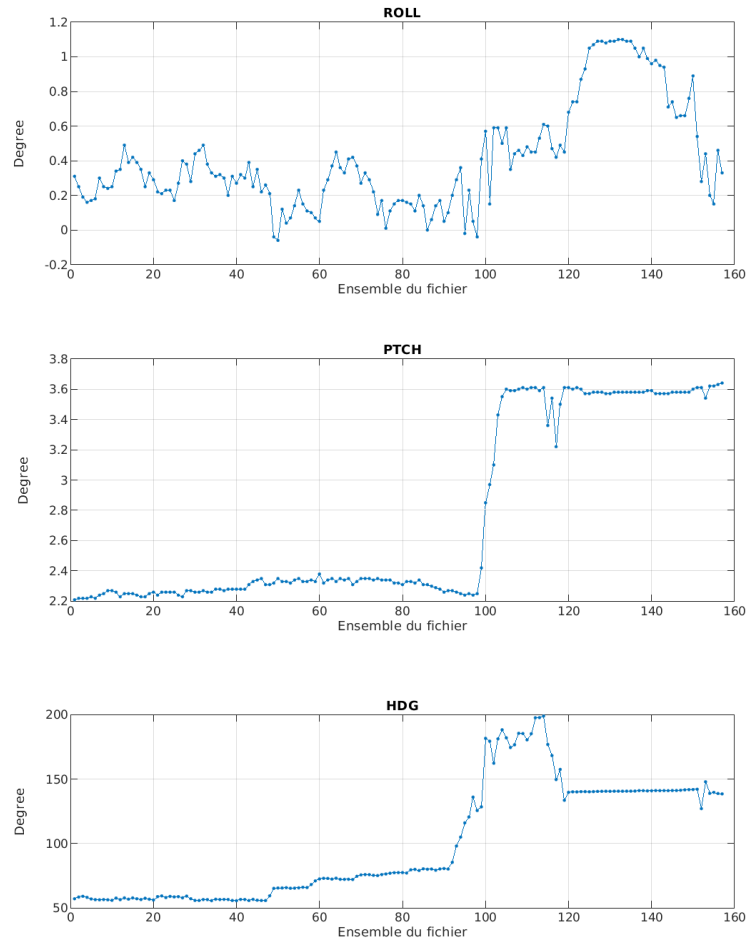 ROLL
1.2
1
0.8
0.6
0.4
0.2
0
-0.2
Degree
0 20 40 60 80 100 120 140 160
Ensemble du fichier
PTCH
3.8
3.6
3.4
3.2
3
2.8
2.6
2.4
2.2
Degree
0 20 40 60 80 100 120 140 160
Ensemble du fichier
HDG
200
150
100
50
Degree
0 20 40 60 80 100 120 140 160
Ensemble du fichier